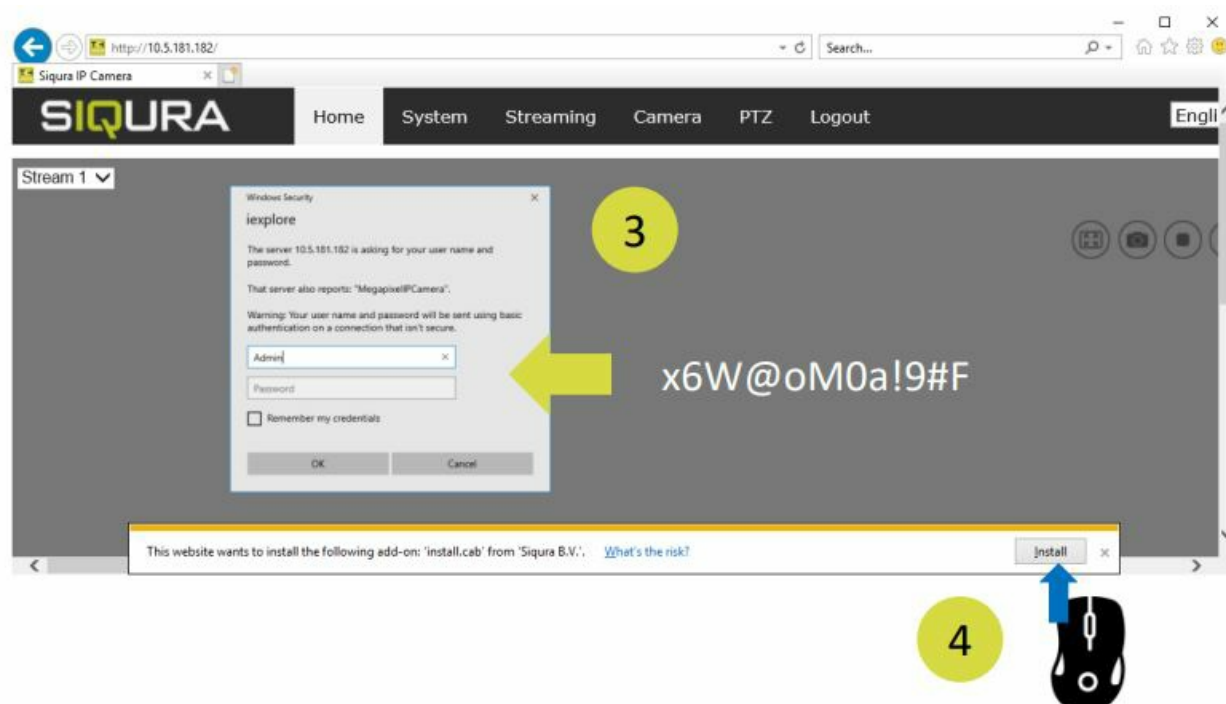 http://10.5.181.182/
Search...
Siqura IP Camera
SIQURA
Home System Streaming Camera PTZ Logout
Engli
Stream 1
Windows Security
iexplore
The server 10.5.181.182 is asking for your user name and
password.
That server also reports: "MegapixelIPCamera".
Warning: Your user name and password will be sent using basic
authentication on a connection that isn't secure.
Admin
Password
Remember my credentials
OK Cancel
3
x6W@oM0a!9#F
This website wants to install the following add-on: 'install.cab' from 'Siqura B.V.'. What's the risk? Install
4